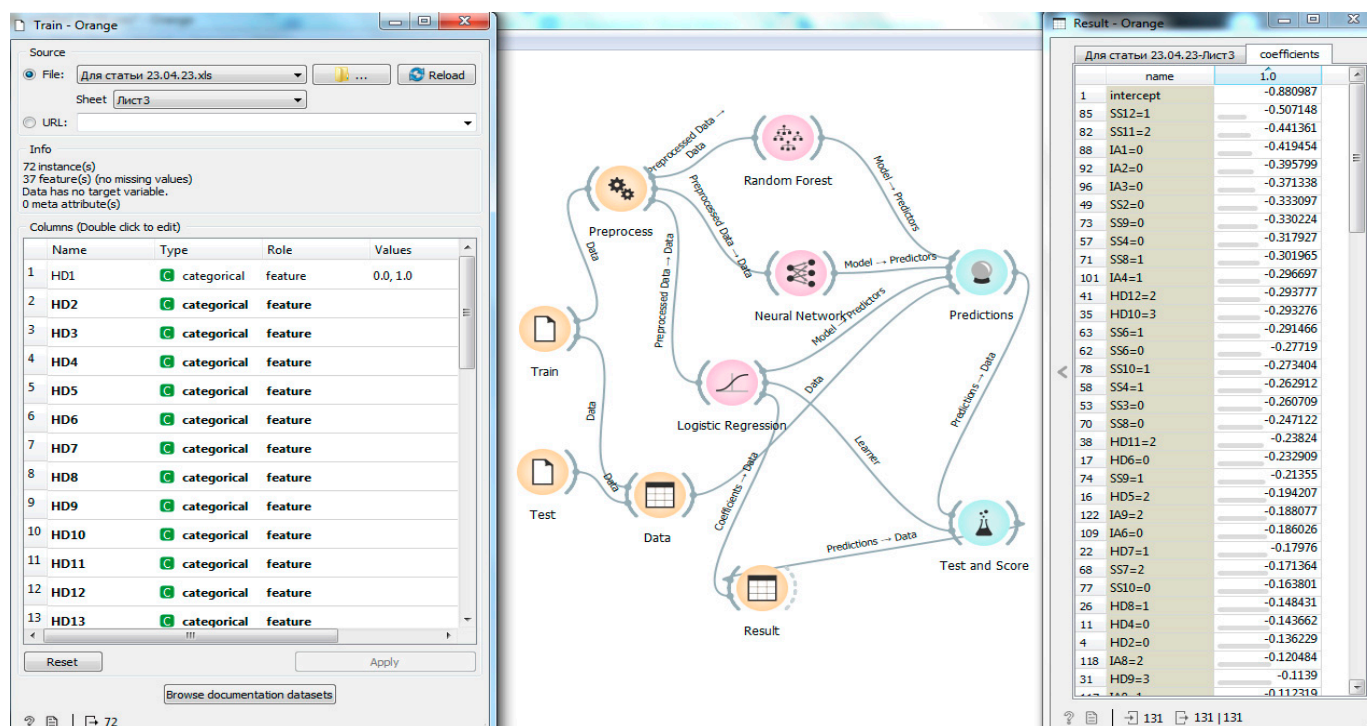 Train - Orange
Source
File: Для статьи 23.04.23.xls ... Reload
Sheet Лист3
URL:
Info
72 instance(s)
37 feature(s) (no missing values)
Data has no target variable.
0 meta attribute(s)
Columns (Double click to edit)
Name Type Role Values
1 HD1 C categorical feature 0.0, 1.0
2 HD2 C categorical feature
3 HD3 C categorical feature
4 HD4 C categorical feature
5 HD5 C categorical feature
6 HD6 C categorical feature
7 HD7 C categorical feature
8 HD8 C categorical feature
9 HD9 C categorical feature
10 HD10 C categorical feature
11 HD11 C categorical feature
12 HD12 C categorical feature
13 HD13 C categorical feature
Reset Apply
Browse documentation datasets
? 72
Preprocessed Data →
Data
Random Forest
Model → Predictors
Preprocess
Preprocessed Data → Data
Data
Preprocessed Data → Data
Neural Network
Model → Predictors
Model → Predictors
Predictions
Train
Data
Logistic Regression
Data
Predictions → Data
Learner
Coefficients → Data
Test
Data
Data
Predictions → Data
Test and Score
Result
Result - Orange
Для статьи 23.04.23-Лист3 coefficients
name 1.0
1 intercept -0.880987
85 SS12=1 -0.507148
82 SS11=2 -0.441361
88 IA1=0 -0.419454
92 IA2=0 -0.395799
96 IA3=0 -0.371338
49 SS2=0 -0.333097
73 SS9=0 -0.330224
57 SS4=0 -0.317927
71 SS8=1 -0.301965
101 IA4=1 -0.296697
41 HD12=2 -0.293777
35 HD10=3 -0.293276
63 SS6=1 -0.291466
62 SS6=0 -0.27719
78 SS10=1 -0.273404
58 SS4=1 -0.262912
53 SS3=0 -0.260709
70 SS8=0 -0.247122
38 HD11=2 -0.23824
17 HD6=0 -0.232909
74 SS9=1 -0.21355
16 HD5=2 -0.194207
122 IA9=2 -0.188077
109 IA6=0 -0.186026
22 HD7=1 -0.17976
68 SS7=2 -0.171364
77 SS10=0 -0.163801
26 HD8=1 -0.148431
11 HD4=0 -0.143662
4 HD2=0 -0.136229
118 IA8=2 -0.120484
31 HD9=3 -0.1139
-0.112319
? 131 131 | 131